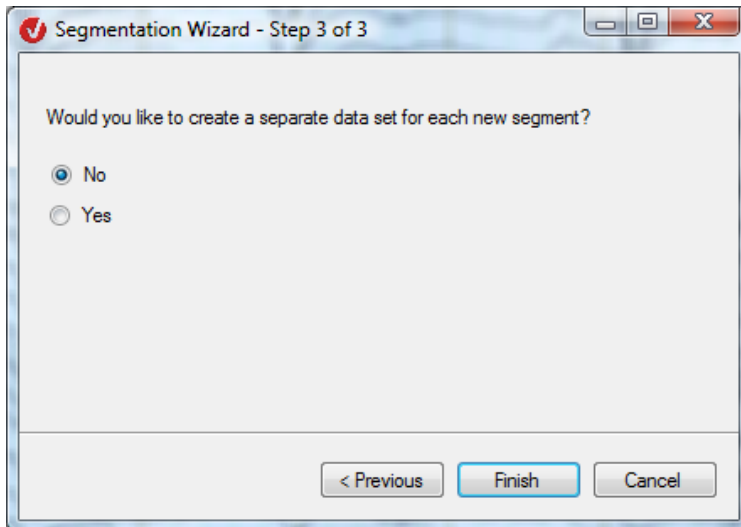 Segmentation Wizard - Step 3 of 3
Would you like to create a separate data set for each new segment?
No
Yes
< Previous Finish Cancel